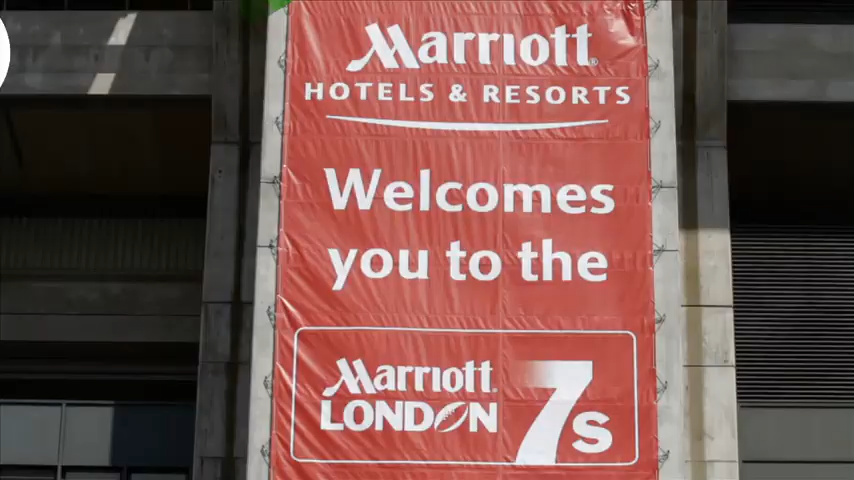 Marriott®
HOTELS & RESORTS
Welcomes
you to the
Marriott.
LONDON
7s